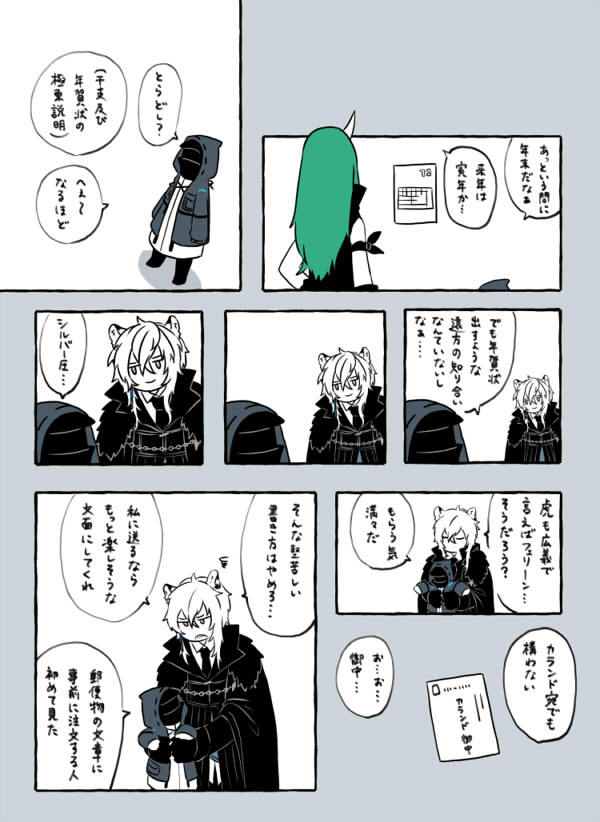 あっという間に
年末だなぁ
来年は
寅年か…
12
とらどし?
(干支及び
年賀状の
極東説明)
へぇ〜
なるほど
でも年賀状
出すような
遠方の知り合い
なんていないし
なぁ……
シルバー圧…
虎も広義で
言えばフェリーン…
そうだろう?
もらう気
満々だ
カランド宛でも
構わない
お…お…
御中…
カランド御中
そんな堅苦しい
書き方はやめろ…
私に送るなら
もっと楽しそうな
文面にしてくれ
郵便物の文章に
事前に注文する人
初めて見た